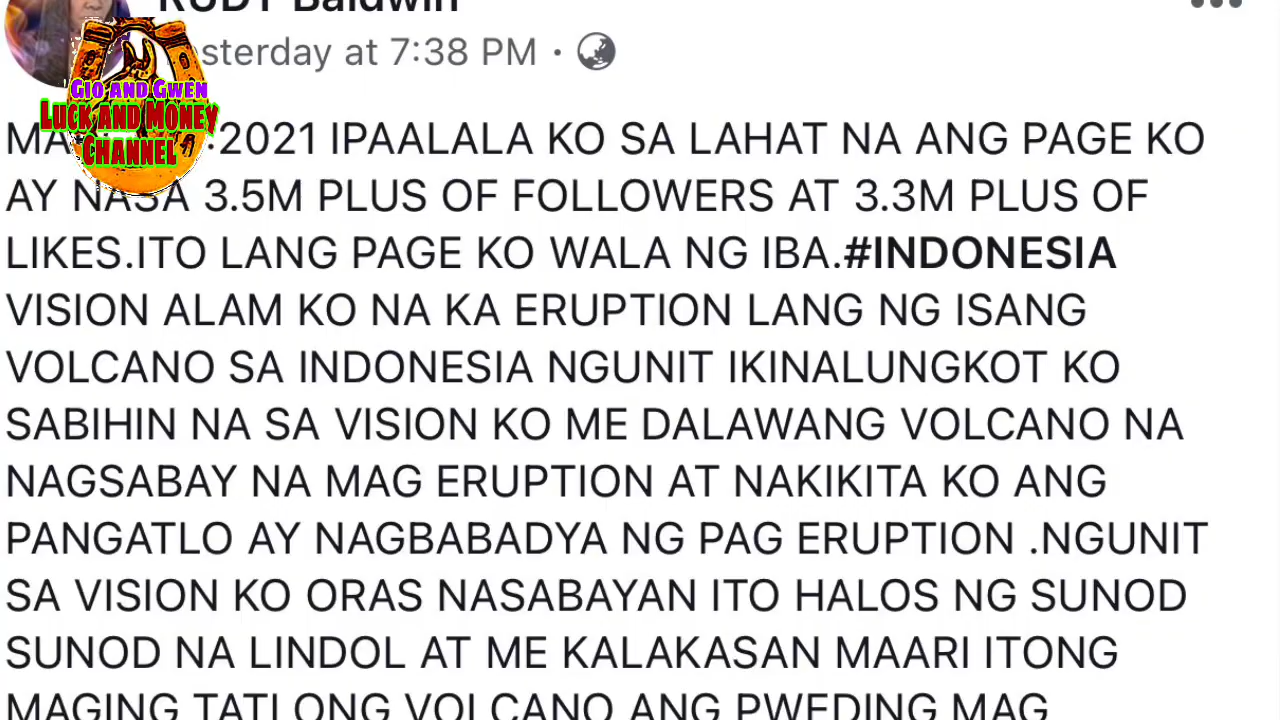 RUDY Baldwin
sterday at 7:38 PM
GIO AND GWEN
LUCK AND MONEY
CHANNEL
:2021 IPAALALA KO SA LAHAT NA ANG PAGE KO
AY NASA 3.5M PLUS OF FOLLOWERS AT 3.3M PLUS OF
LIKES.ITO LANG PAGE KO WALA NG IBA.#INDONESIA
VISION ALAM KO NA KA ERUPTION LANG NG ISANG
VOLCANO SA INDONESIA NGUNIT IKINALUNGKOT KO
SABIHIN NA SA VISION KO ME DALAWANG VOLCANO NA
NAGSABAY NA MAG ERUPTION AT NAKIKITA KO ANG
PANGATLO AY NAGBABADYA NG PAG ERUPTION .NGUNIT
SA VISION KO ORAS NASABAYAN ITO HALOS NG SUNOD
SUNOD NA LINDOL AT ME KALAKASAN MAARI ITONG
MAGING TATLONG VOLCANO ANG PWEDING MAG